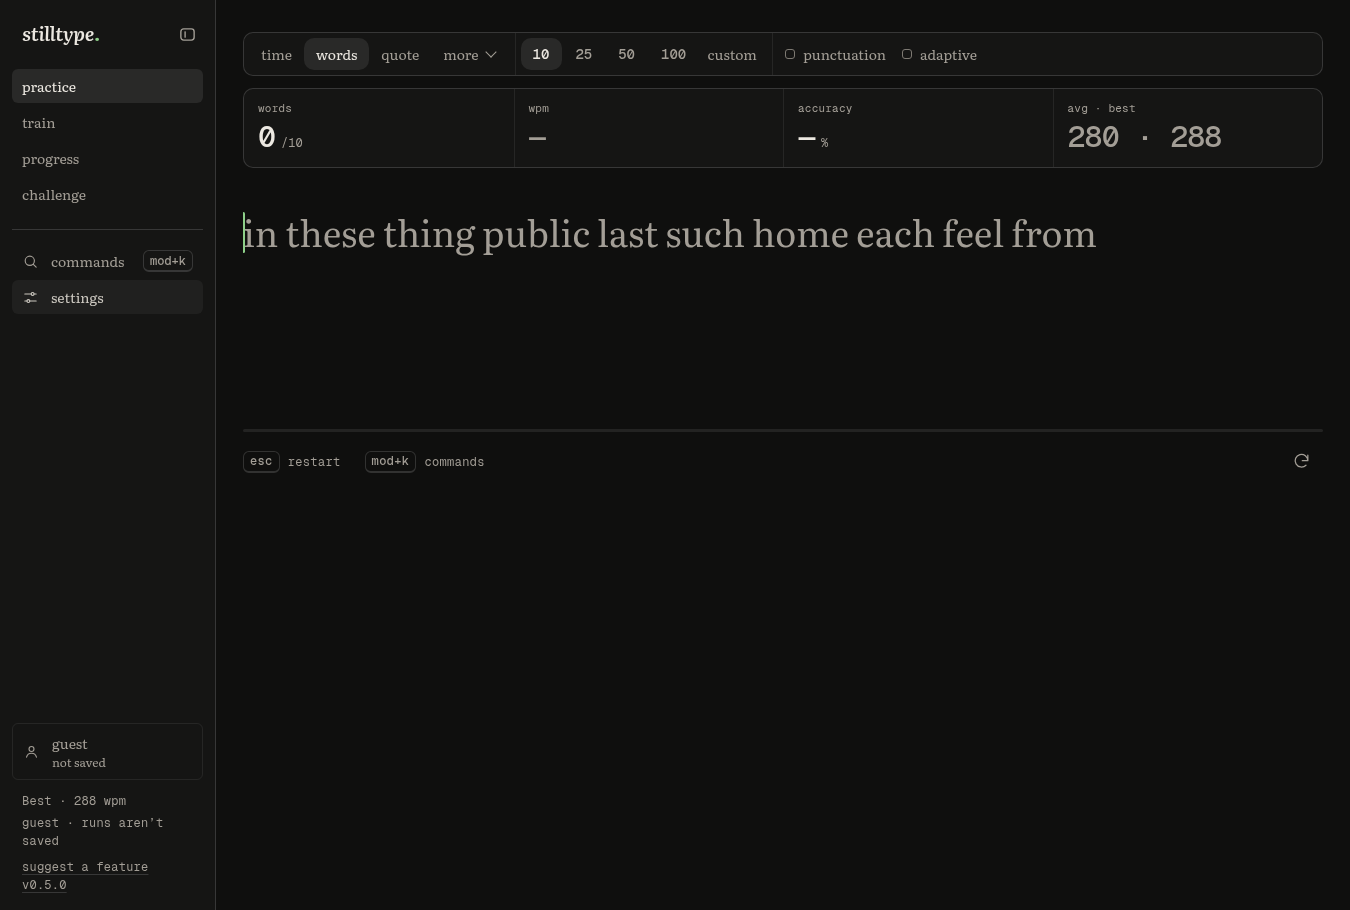 stilltype.
practice
train
progress
challenge
commands mod+k
settings
guest
not saved
Best · 288 wpm
guest · runs aren't
saved
suggest a feature
v0.5.0
time words quote more 10 25 50 100 custom punctuation adaptive
words wpm accuracy avg · best
0 /10 — — % 280 · 288
in these thing public last such home each feel from
esc restart mod+k commands